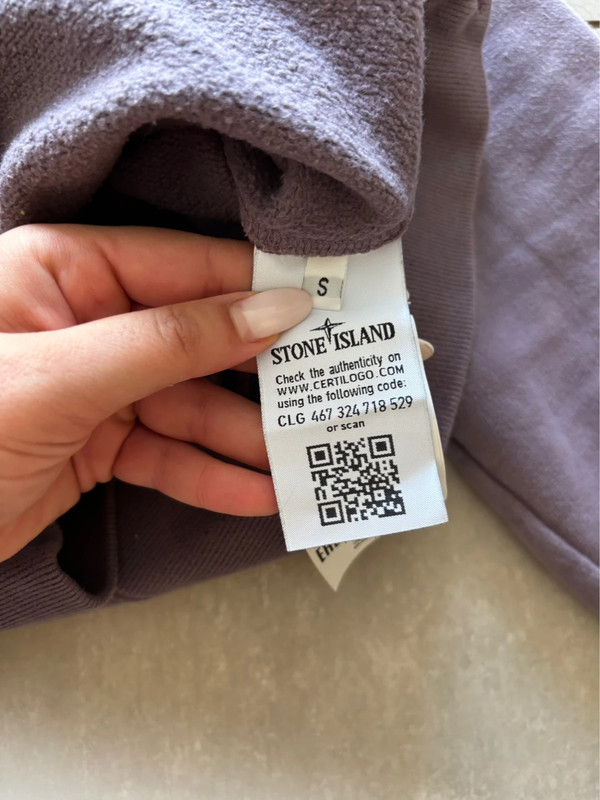 S
STONE ISLAND
Check the authenticity on
WWW.CERTILOGO.COM
using the following code:
CLG 467 324 718 529
or scan